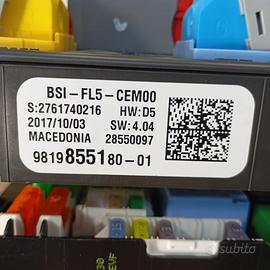 BSI-FL5-CEM00
S:2761740216 HW:D5
2017/10/03 SW:4.04
MACEDONIA 28550097
9819855180-01
subito